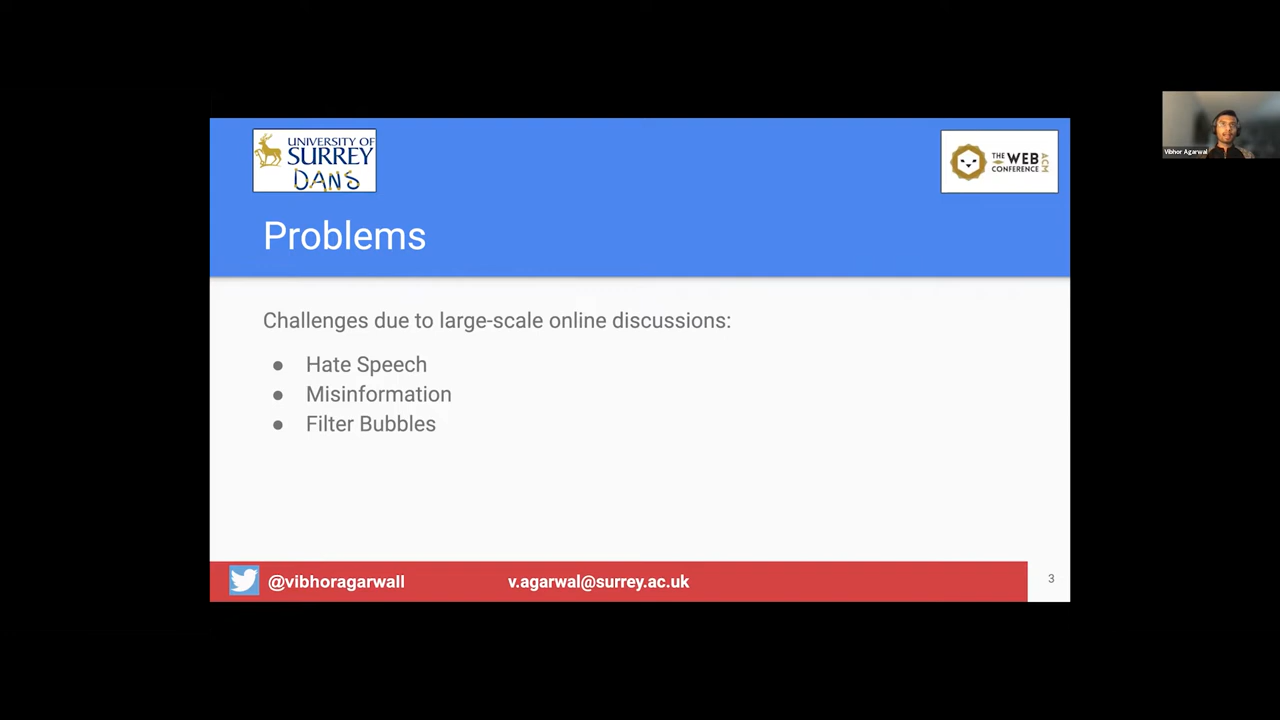 UNIVERSITY OF
SURREY
DANS
THE WEB
CONFERENCE
ACM
Vibhor Agarwal
Problems
Challenges due to large-scale online discussions:
● Hate Speech
● Misinformation
● Filter Bubbles
@vibhoragarwall
v.agarwal@surrey.ac.uk
3